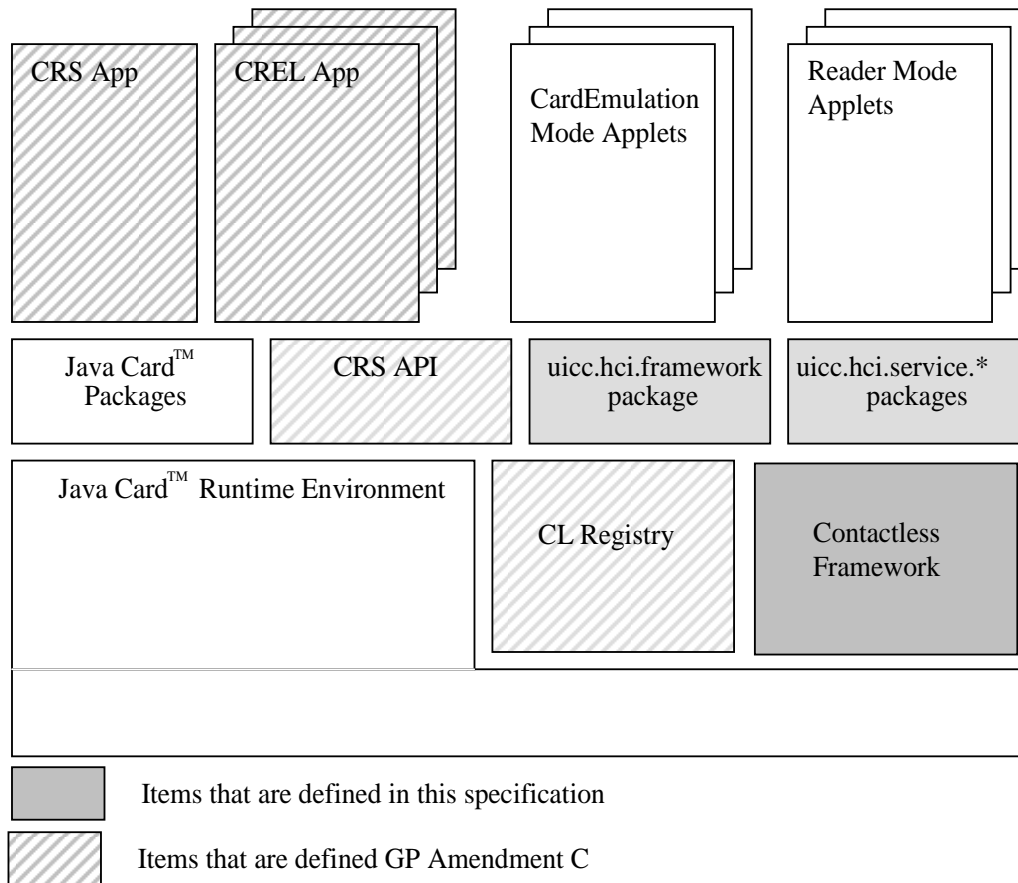 CRS App
CREL App
CardEmulation
Mode Applets
Reader Mode
Applets
Java Card™
Packages
CRS API
uicc.hci.framework
package
uicc.hci.service.*
packages
Java Card™ Runtime Environment
CL Registry
Contactless
Framework
Items that are defined in this specification
Items that are defined GP Amendment C